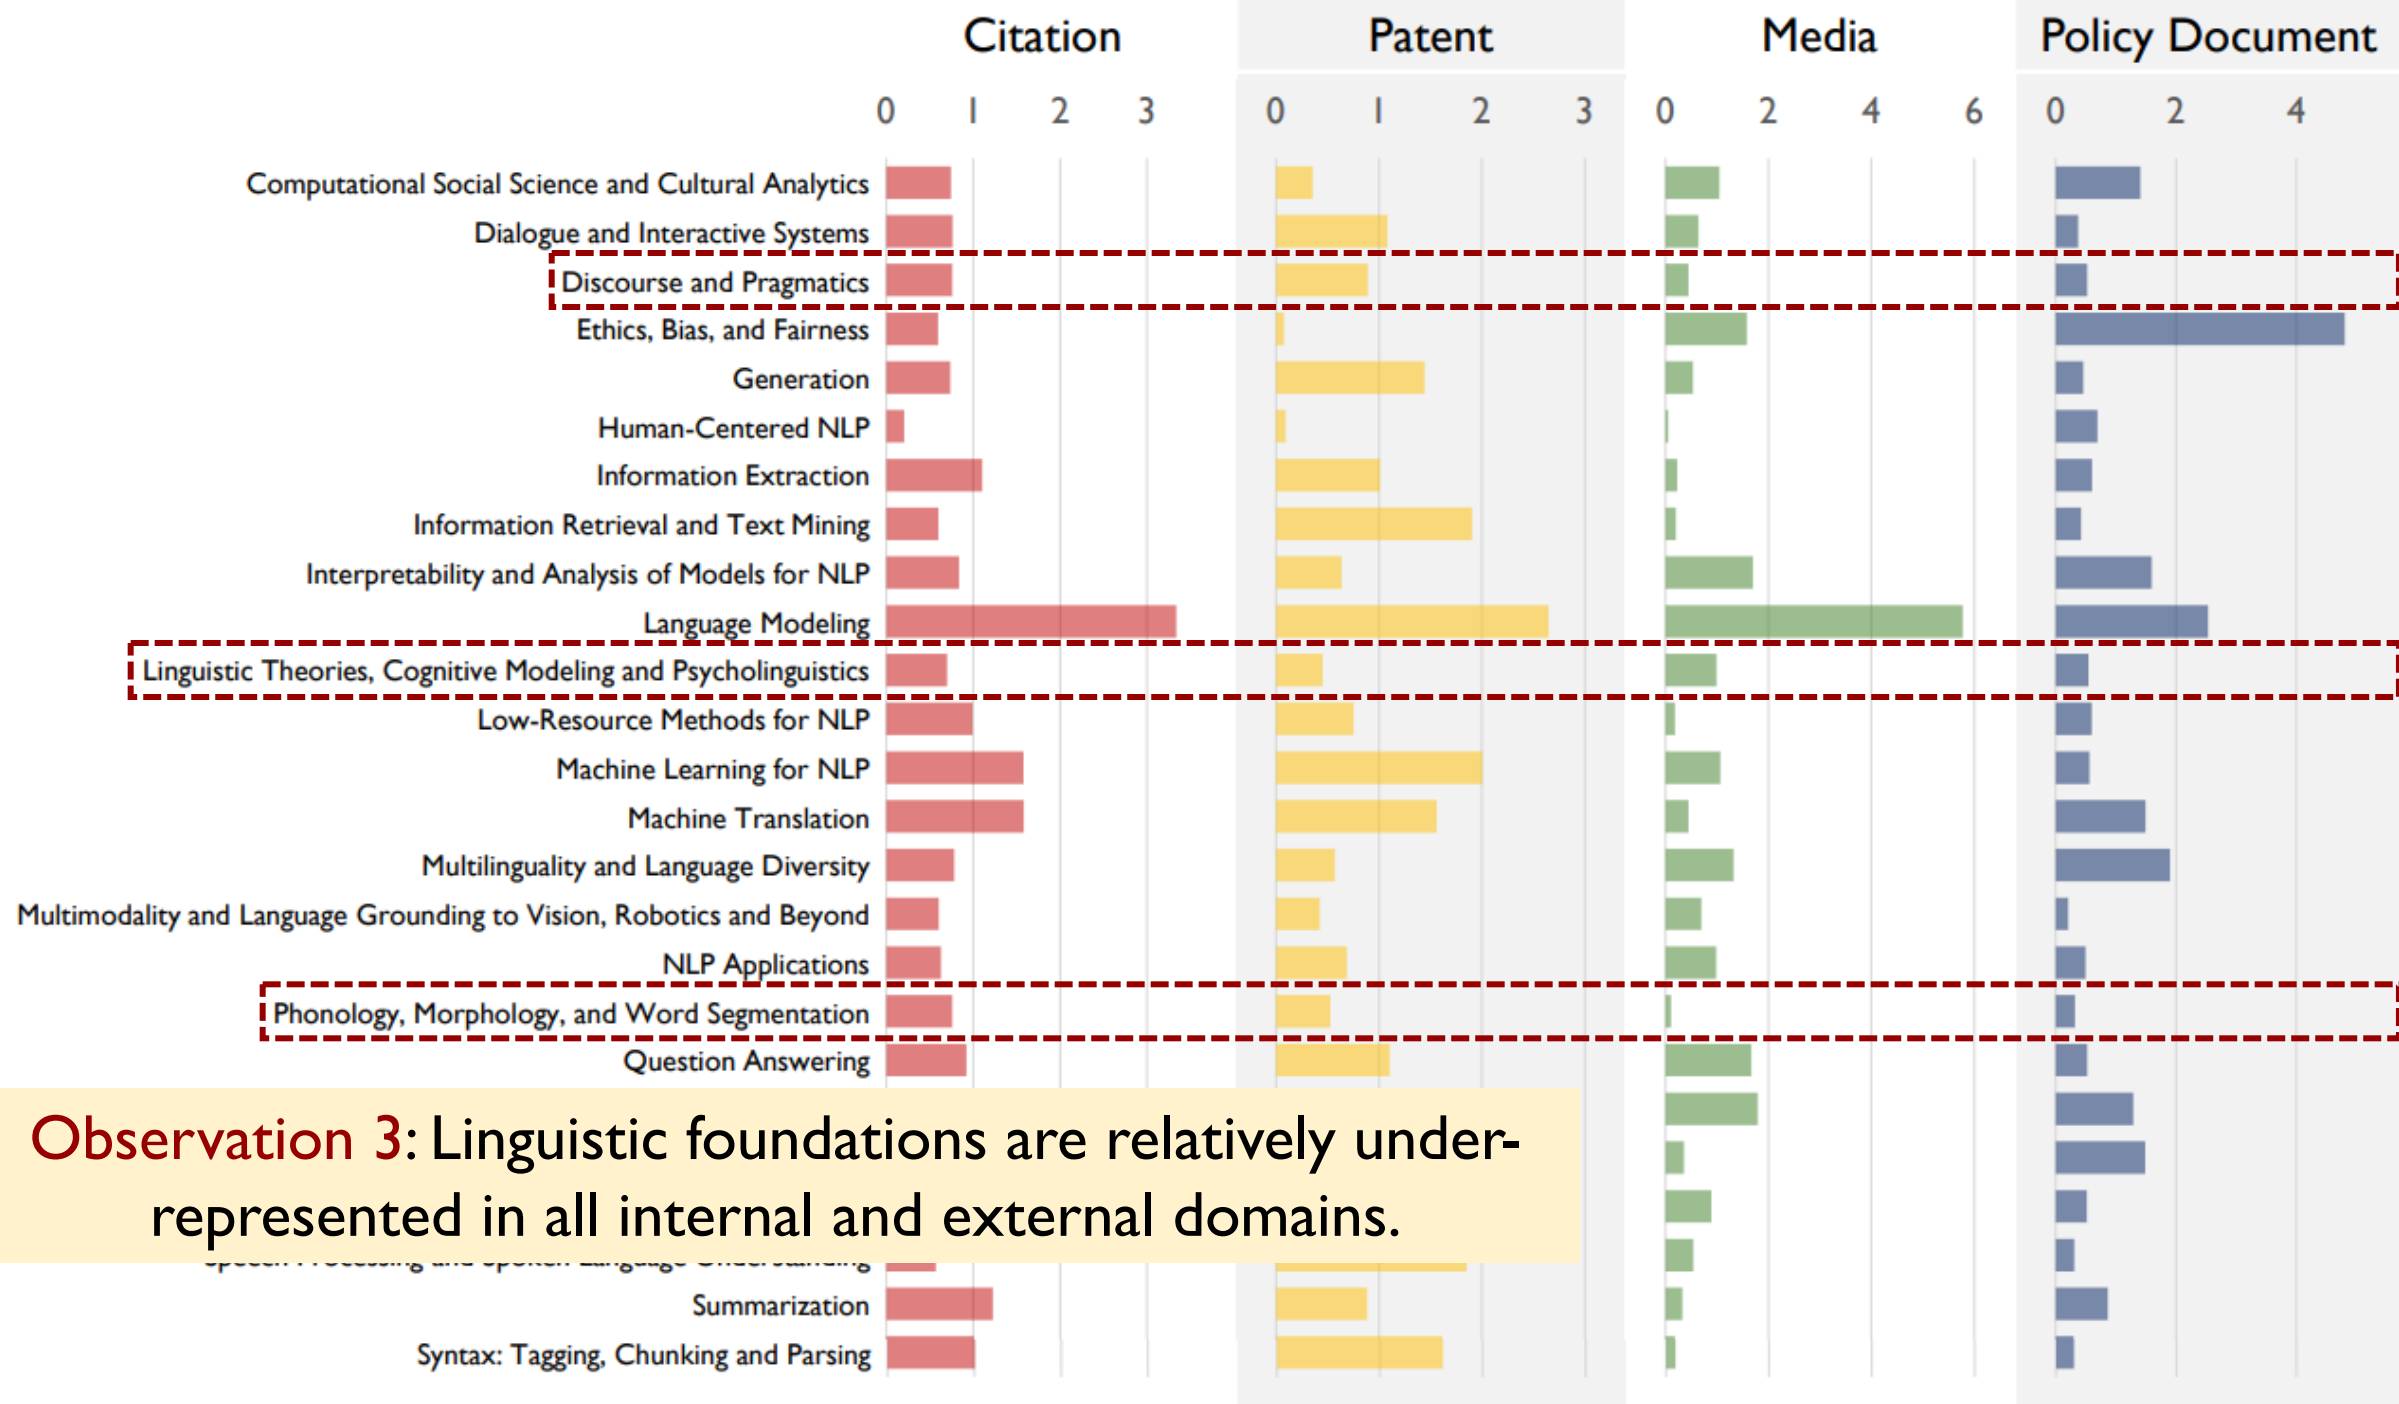 Citation Patent Media Policy Document
0 1 2 3 0 1 2 3 0 2 4 6 0 2 4
Computational Social Science and Cultural Analytics
Dialogue and Interactive Systems
Discourse and Pragmatics
Ethics, Bias, and Fairness
Generation
Human-Centered NLP
Information Extraction
Information Retrieval and Text Mining
Interpretability and Analysis of Models for NLP
Language Modeling
Linguistic Theories, Cognitive Modeling and Psycholinguistics
Low-Resource Methods for NLP
Machine Learning for NLP
Machine Translation
Multilinguality and Language Diversity
Multimodality and Language Grounding to Vision, Robotics and Beyond
NLP Applications
Phonology, Morphology, and Word Segmentation
Question Answering
Observation 3: Linguistic foundations are relatively under-
represented in all internal and external domains.
Speech Processing and Spoken Language Understanding
Summarization
Syntax: Tagging, Chunking and Parsing